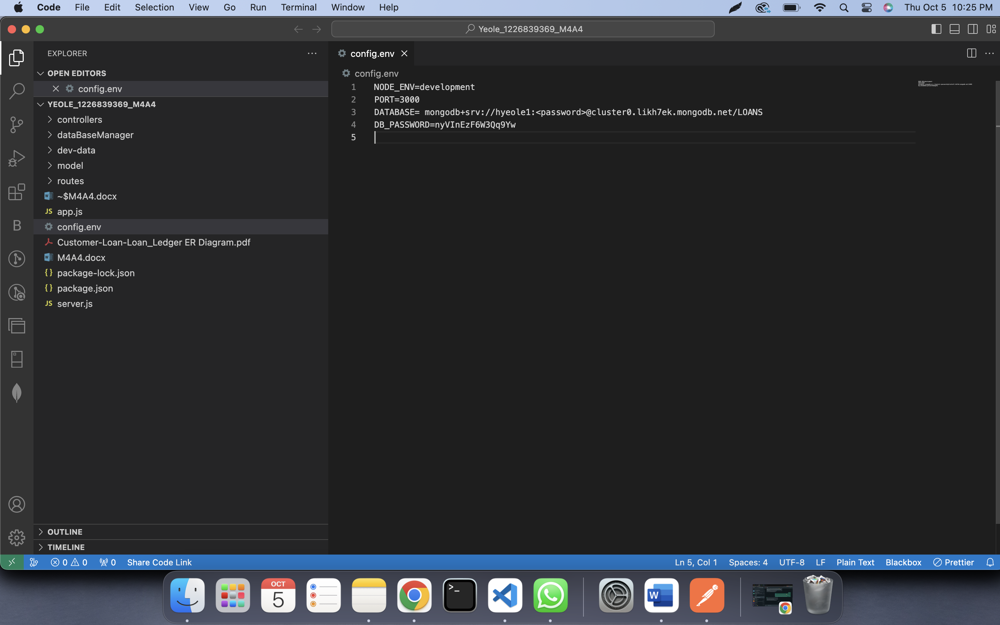 Code File Edit Selection View Go Run Terminal Window Help Thu Oct 5 10:25 PM
Yeole_1226839369_M4A4
EXPLORER
OPEN EDITORS
config.env
YEOLE_1226839369_M4A4
controllers
dataBaseManager
dev-data
model
routes
~$M4A4.docx
JS app.js
config.env
Customer-Loan-Loan_Ledger ER Diagram.pdf
M4A4.docx
{} package-lock.json
{} package.json
JS server.js
B
OUTLINE
TIMELINE
config.env
config.env
1 NODE_ENV=development
2 PORT=3000
3 DATABASE= mongodb+srv://hyeole1:<password>@cluster0.likh7ek.mongodb.net/LOANS
4 DB_PASSWORD=nyVInEzF6W3Qq9Yw
5
0 0 0 Share Code Link Ln 5, Col 1 Spaces: 4 UTF-8 LF Plain Text Blackbox Prettier
OCT
5
>_
W